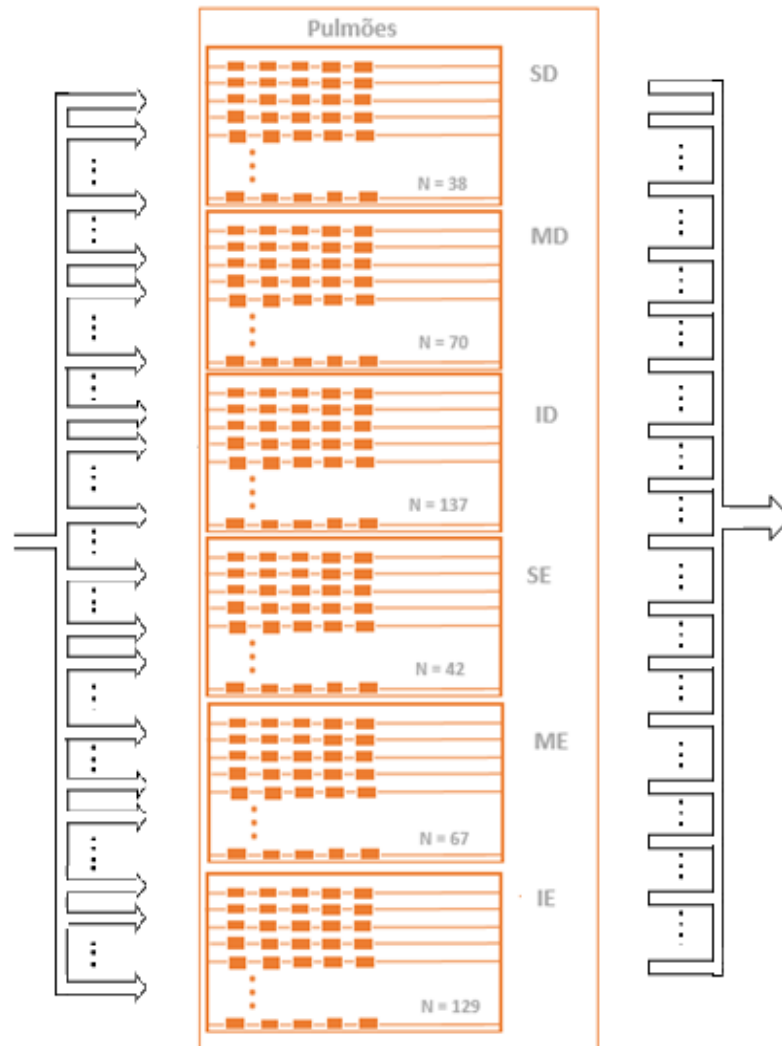 Pulmões
SD
N = 38
MD
N = 70
ID
N = 137
SE
N = 42
ME
N = 67
IE
N = 129